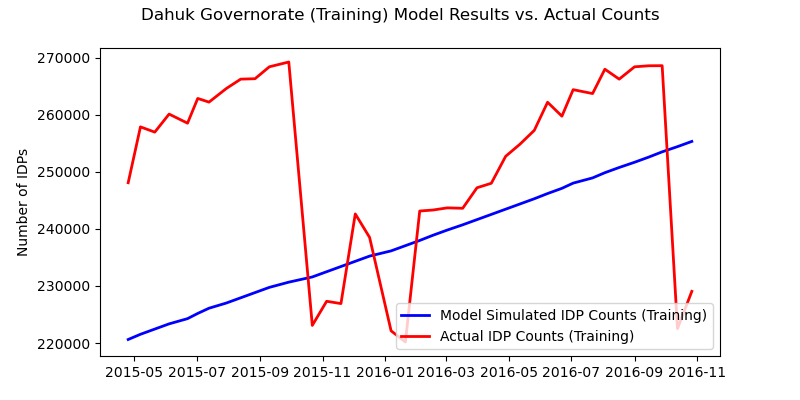 Dahuk Governorate (Training) Model Results vs. Actual Counts
270000
260000
250000
240000
230000
220000
Number of IDPs
Model Simulated IDP Counts (Training)
Actual IDP Counts (Training)
2015-05 2015-07 2015-09 2015-11 2016-01 2016-03 2016-05 2016-07 2016-09 2016-11